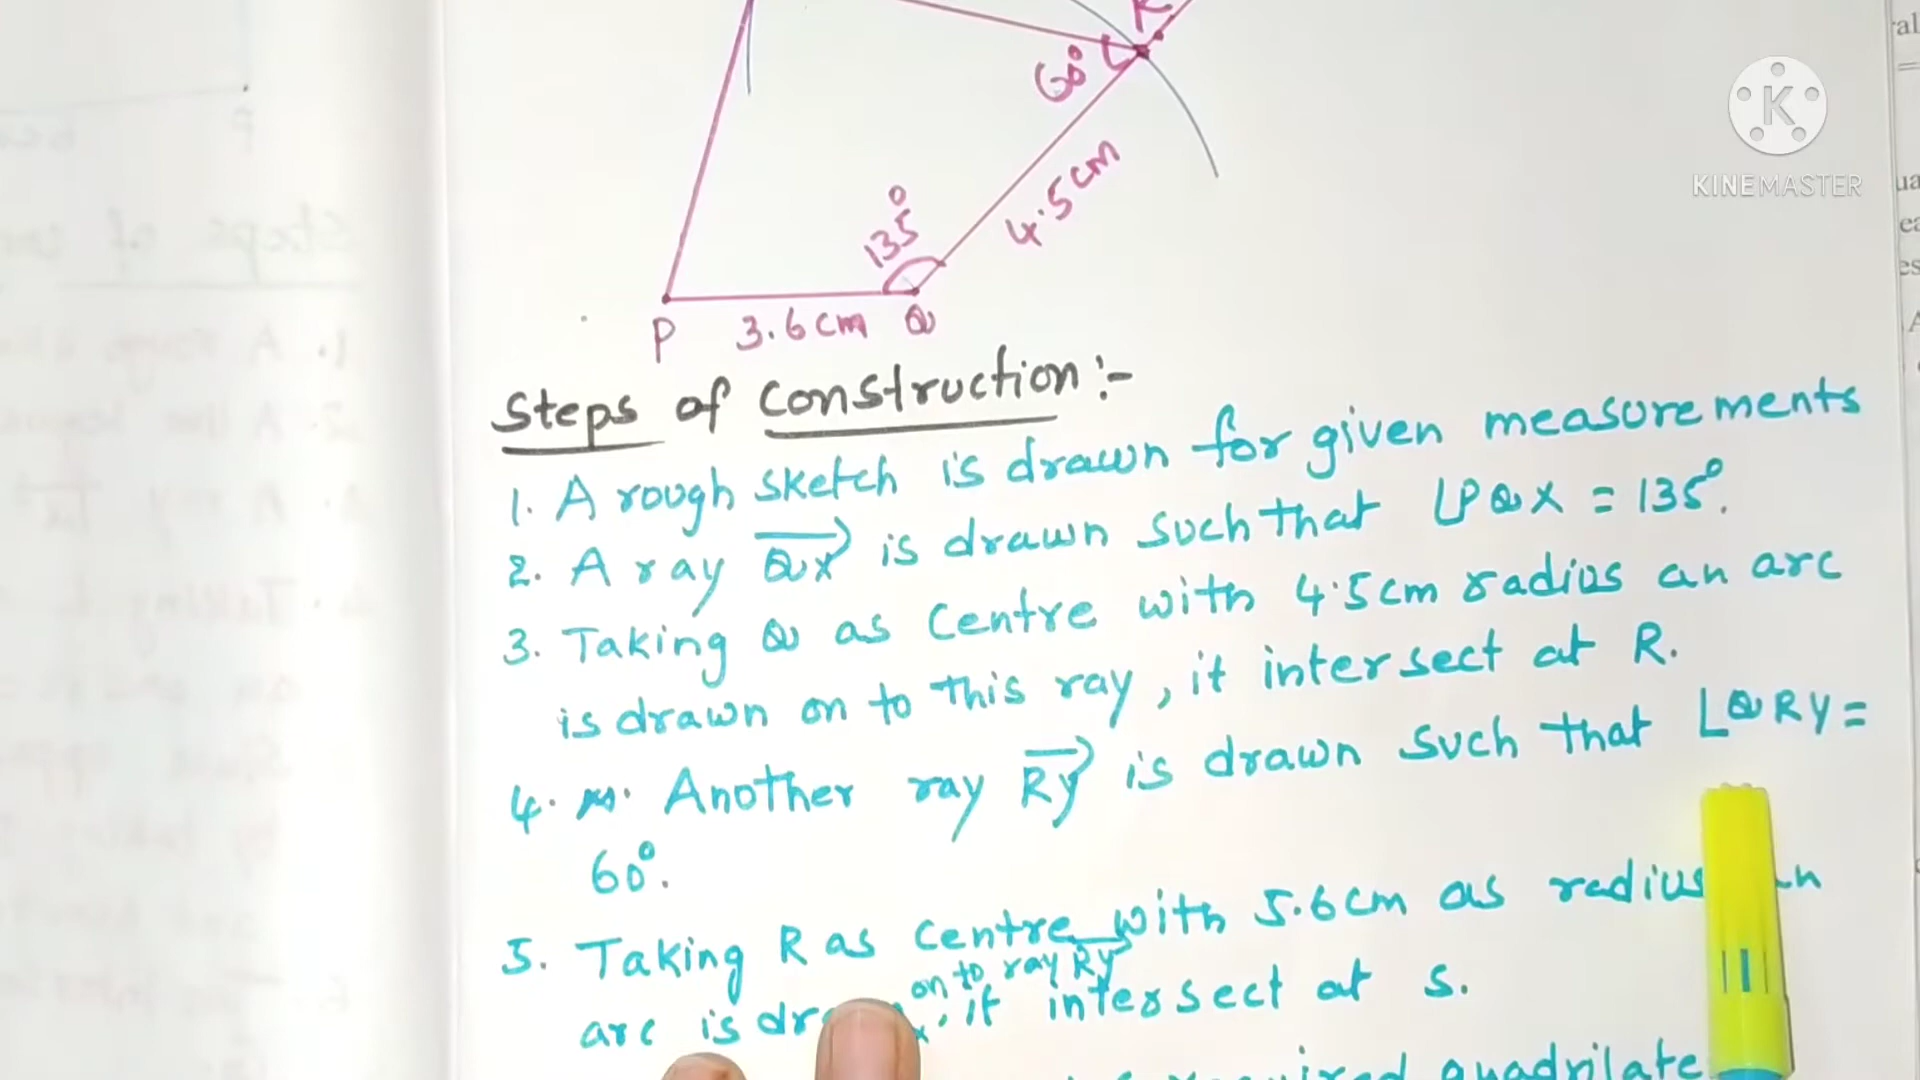 R
60°
135°
4.5cm
P 3.6cm Q
Steps of Construction:-
1. A rough sketch is drawn for given measurements
2. A ray QX is drawn such that ∠PQX = 135°.
3. Taking Q as Centre with 4.5cm radius an arc
is drawn on to this ray, it intersect at R.
4. Another ray RY is drawn such that ∠QRY =
60°.
5. Taking R as Centre with 5.6cm as radius
on to ray RY
arc is , it intersect at S.
required
K
KINEMASTER